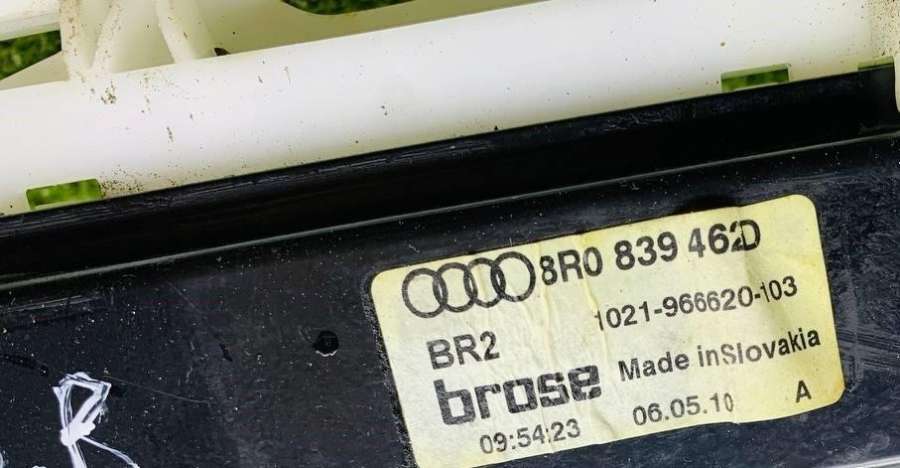 8R0 839 462D
1021-966620-103
BR2
brose Made inSlovakia
09:54:23 06.05.10 A
R